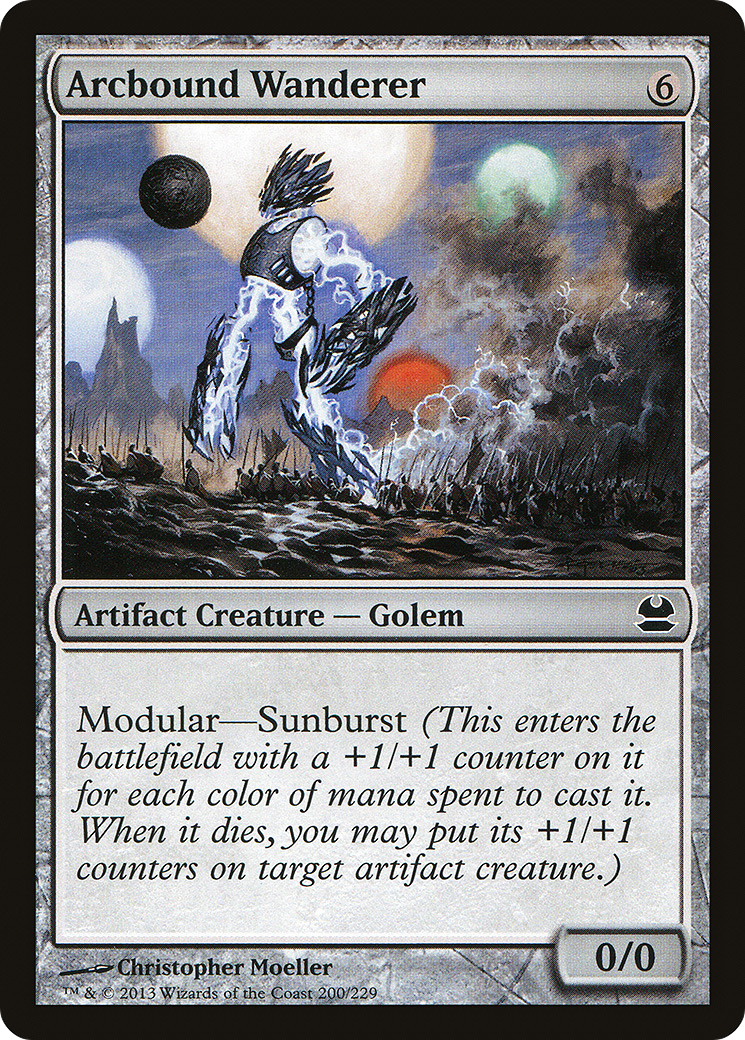 Arcbound Wanderer 6
Artifact Creature — Golem
Modular—Sunburst (This enters the
battlefield with a +1/+1 counter on it
for each color of mana spent to cast it.
When it dies, you may put its +1/+1
counters on target artifact creature.)
0/0
Christopher Moeller
™ & © 2013 Wizards of the Coast 200/229